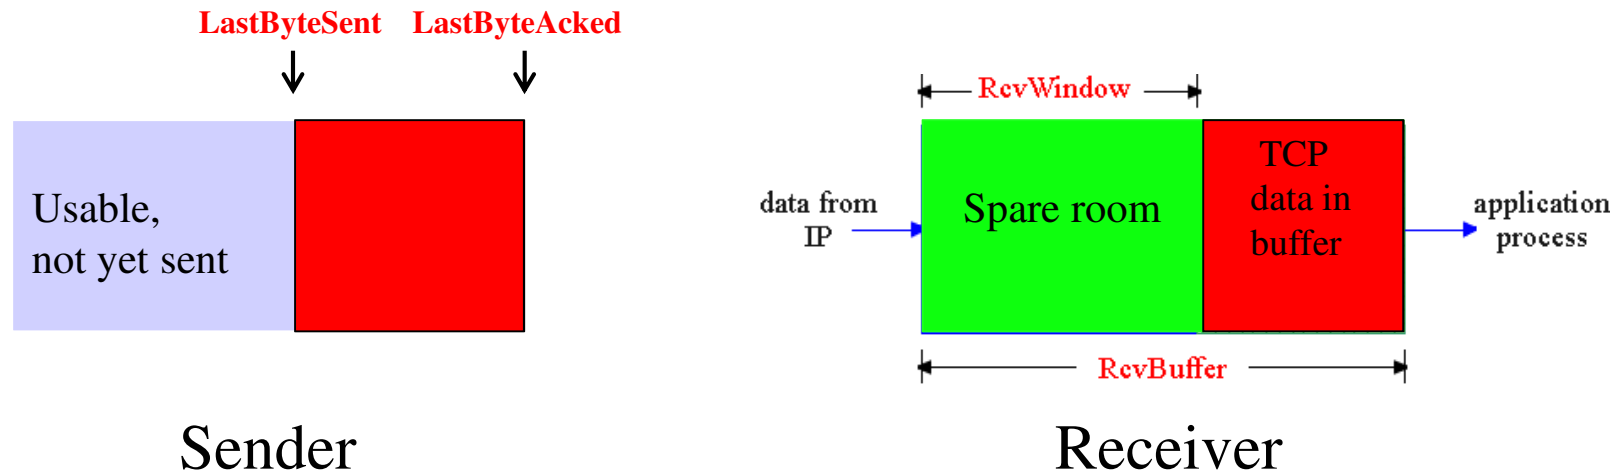 LastByteSent LastByteAcked
Usable,
not yet sent
Sender
RcvWindow
data from
IP
Spare room
TCP
data in
buffer
application
process
RcvBuffer
Receiver